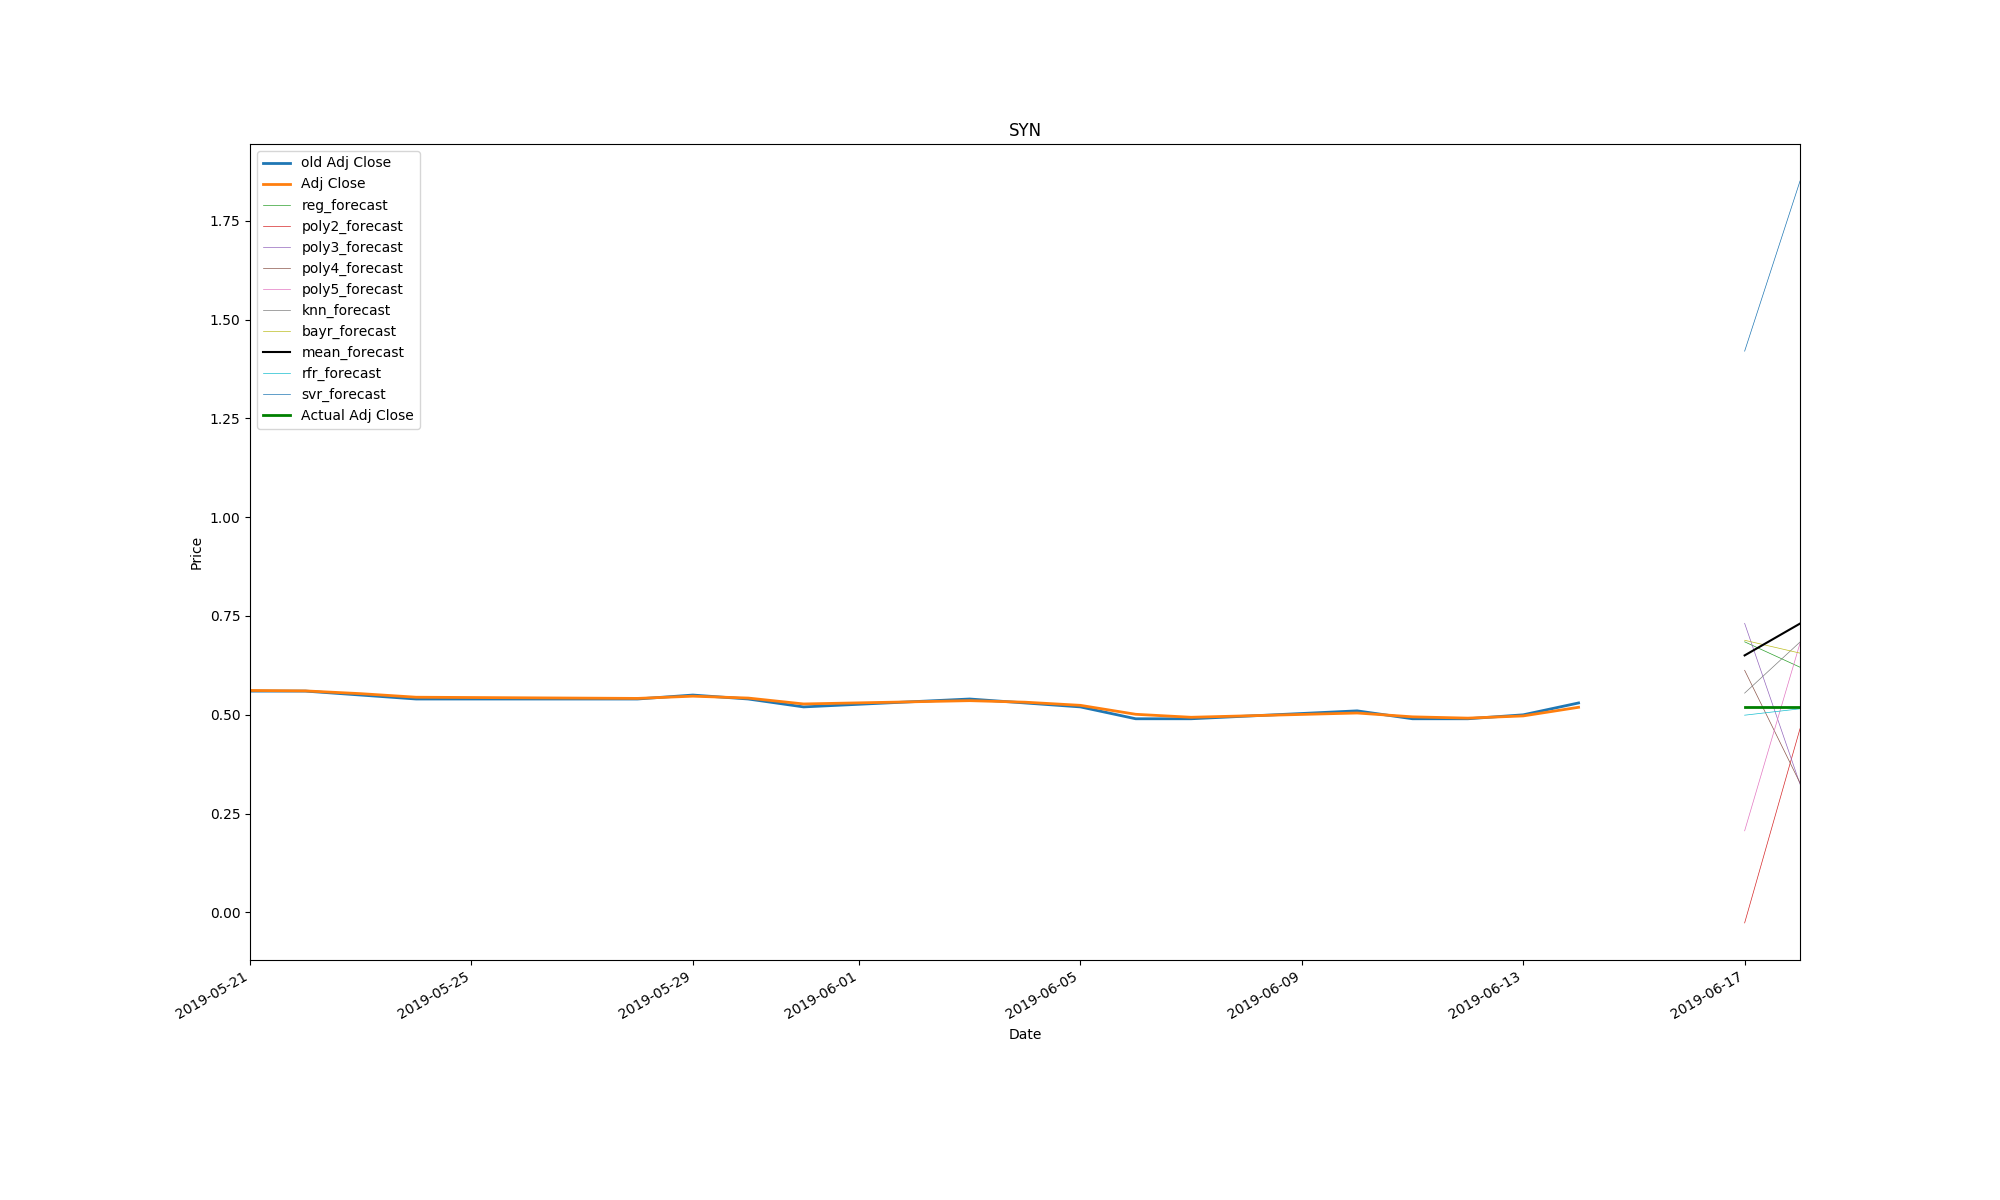 SYN
old Adj Close
Adj Close
reg_forecast
poly2_forecast
poly3_forecast
poly4_forecast
poly5_forecast
knn_forecast
bayr_forecast
mean_forecast
rfr_forecast
svr_forecast
Actual Adj Close
1.75
1.50
1.25
1.00
0.75
0.50
0.25
0.00
Price
2019-05-21
2019-05-25
2019-05-29
2019-06-01
2019-06-05
2019-06-09
2019-06-13
2019-06-17
Date